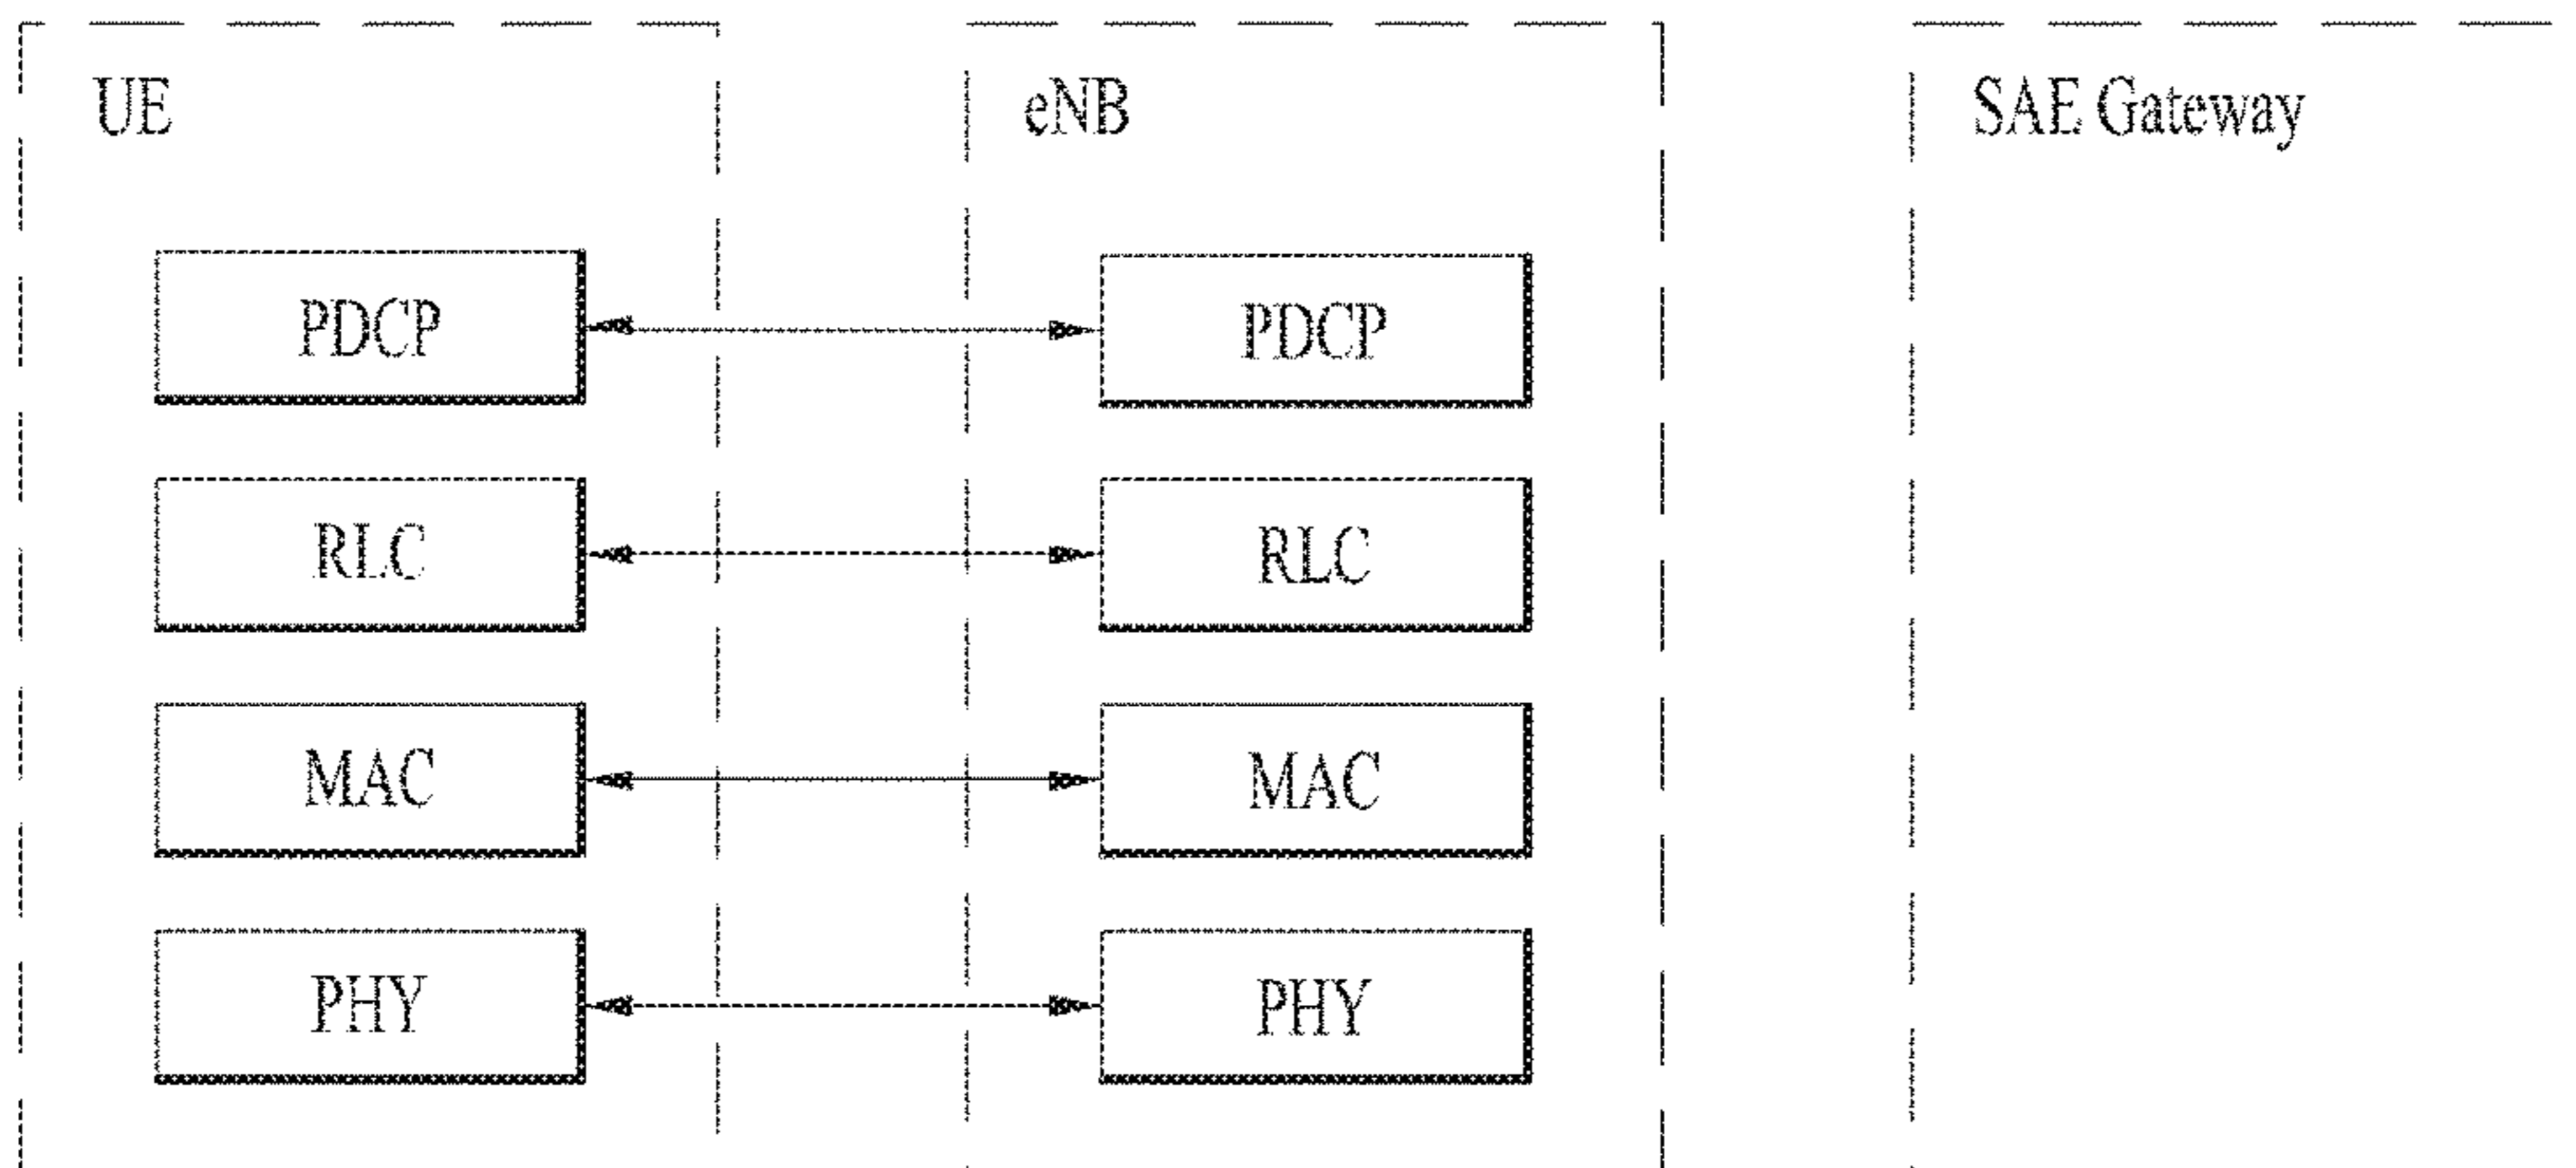 UE
eNB
SAE Gateway
PDCP
PDCP
RLC
RLC
MAC
MAC
PHY
PHY